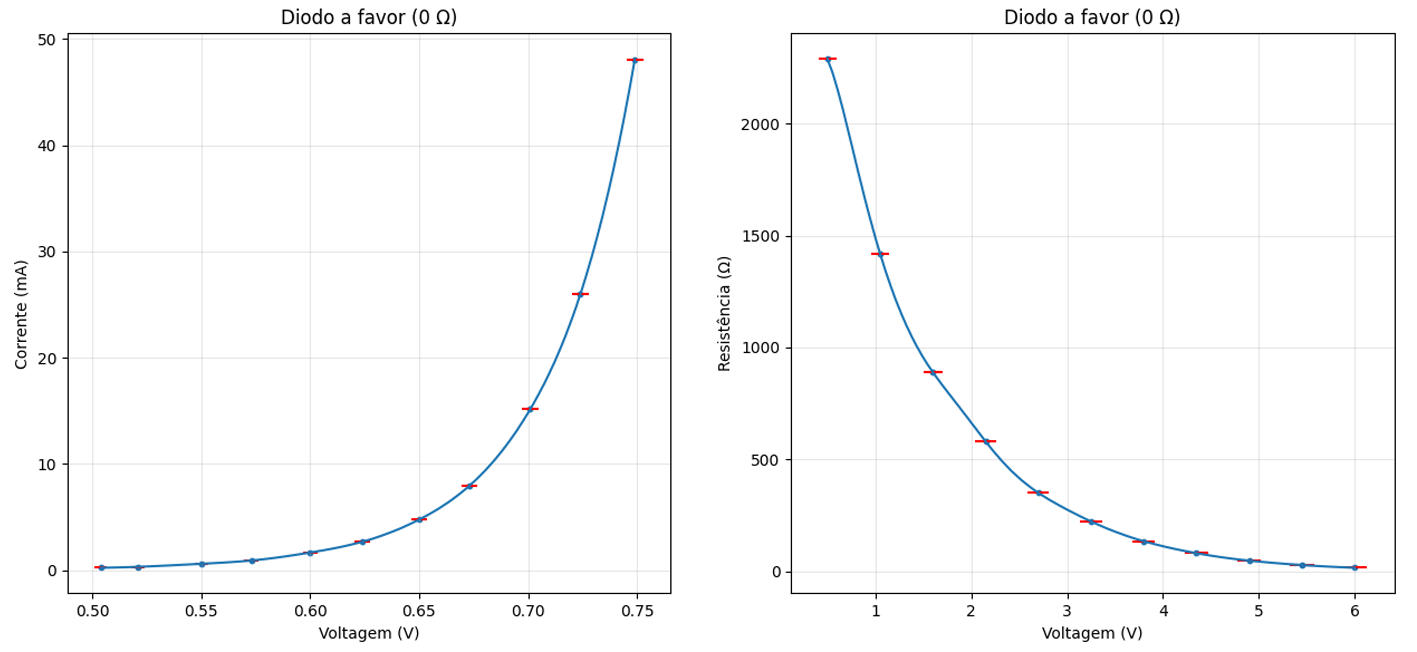 Diodo a favor (0 Ω)
Corrente (mA)
50
40
30
20
10
0
0.50 0.55 0.60 0.65 0.70 0.75
Voltagem (V)
Diodo a favor (0 Ω)
Resistência (Ω)
2000
1500
1000
500
0
1 2 3 4 5 6
Voltagem (V)